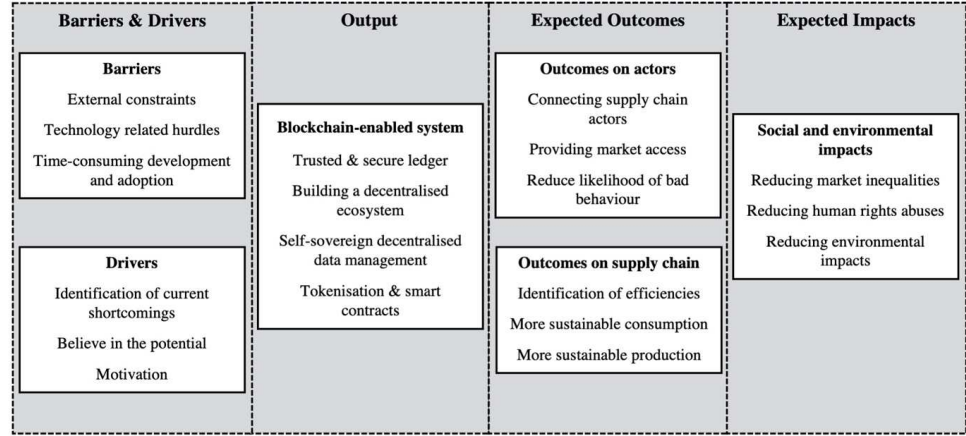 Barriers & Drivers
Barriers
External constraints
Technology related hurdles
Time-consuming development
and adoption
Drivers
Identification of current
shortcomings
Believe in the potential
Motivation
Output
Blockchain-enabled system
Trusted & secure ledger
Building a decentralised
ecosystem
Self-sovereign decentralised
data management
Tokenisation & smart
contracts
Expected Outcomes
Outcomes on actors
Connecting supply chain
actors
Providing market access
Reduce likelihood of bad
behaviour
Outcomes on supply chain
Identification of efficiencies
More sustainable consumption
More sustainable production
Expected Impacts
Social and environmental
impacts
Reducing market inequalities
Reducing human rights abuses
Reducing environmental
impacts